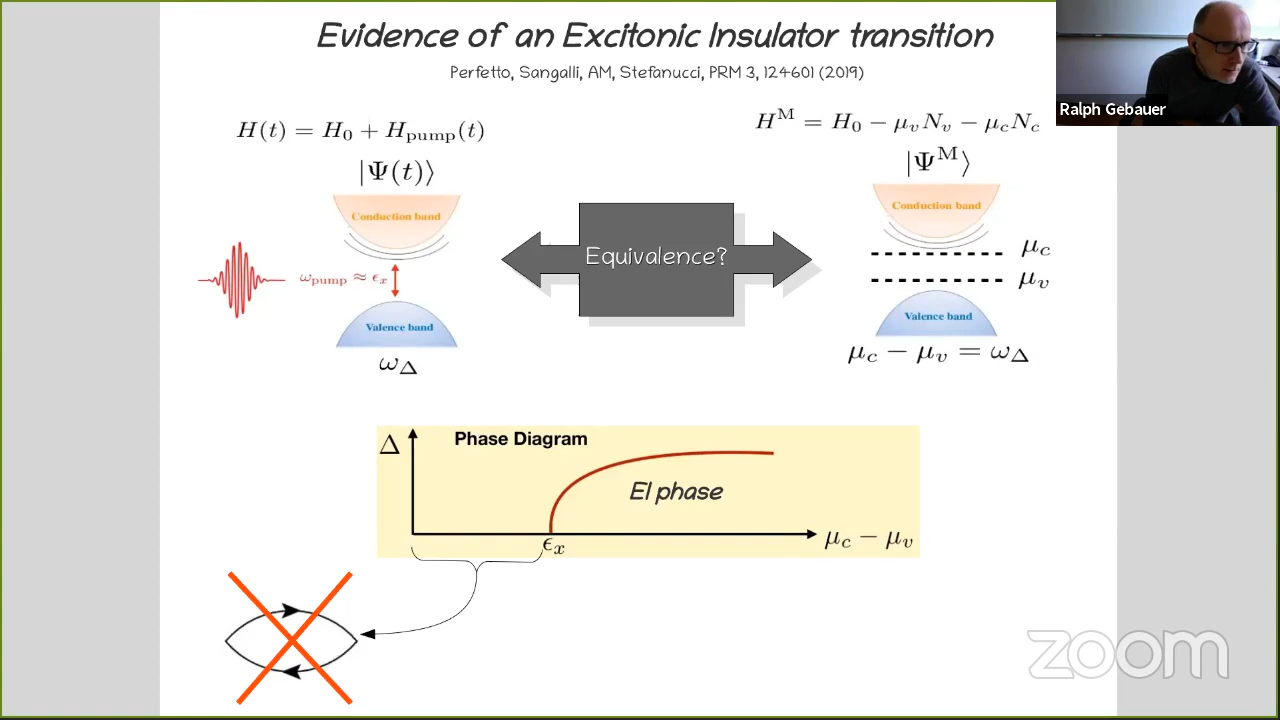 Evidence of an Excitonic Insulator transition
Perfetto, Sangalli, AM, Stefanucci, PRM 3, 124601 (2019)
Ralph Gebauer
H(t) = H₀ + H_pump(t)
|Ψ(t)⟩
Conduction band
ω_pump ≈ ϵₓ
Valence band
ω_Δ
Equivalence?
H^M = H₀ − μ_v N_v − μ_c N_c
|Ψ^M⟩
Conduction band
μ_c
μ_v
Valence band
μ_c − μ_v = ω_Δ
Δ
Phase Diagram
EI phase
ϵₓ
μ_c − μ_v
zoom